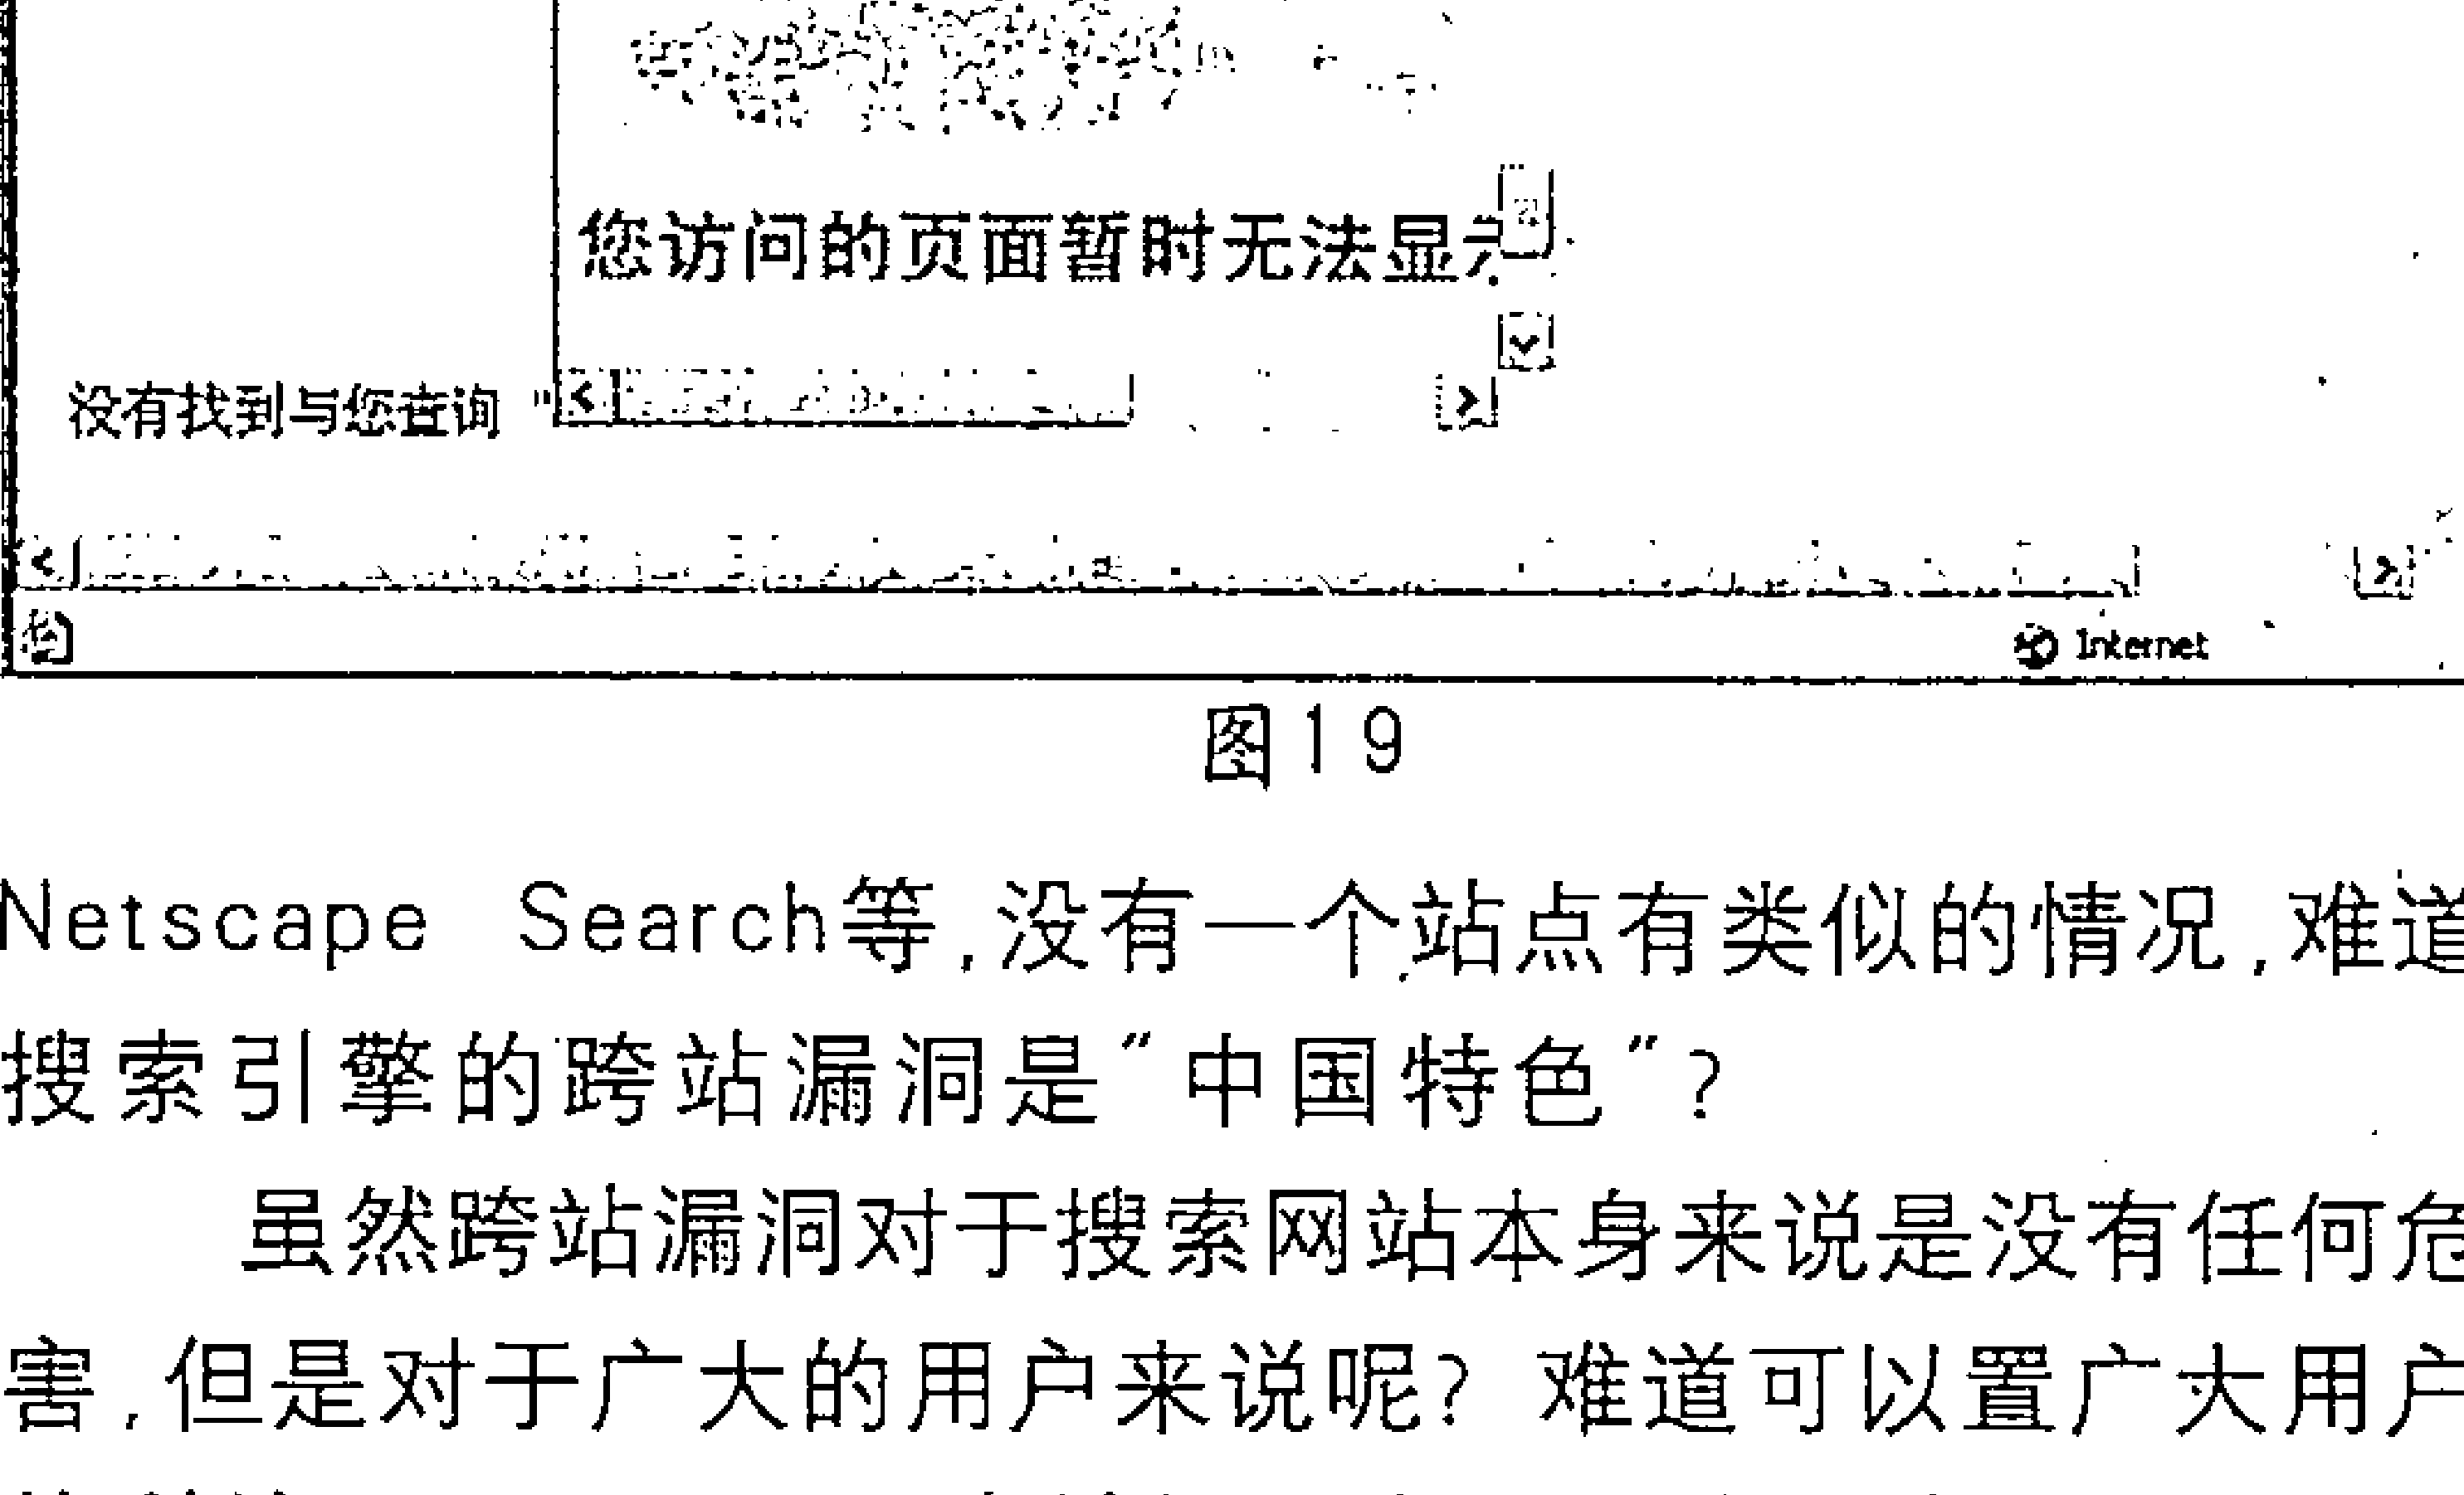 您访问的页面暂时无法显示
没有找到与您查询 "
Internet
图19
Netscape Search等,没有一个站点有类似的情况,难道
搜索引擎的跨站漏洞是"中国特色"?
虽然跨站漏洞对于搜索网站本身来说是没有任何危
害,但是对于广大的用户来说呢? 难道可以置广大用户